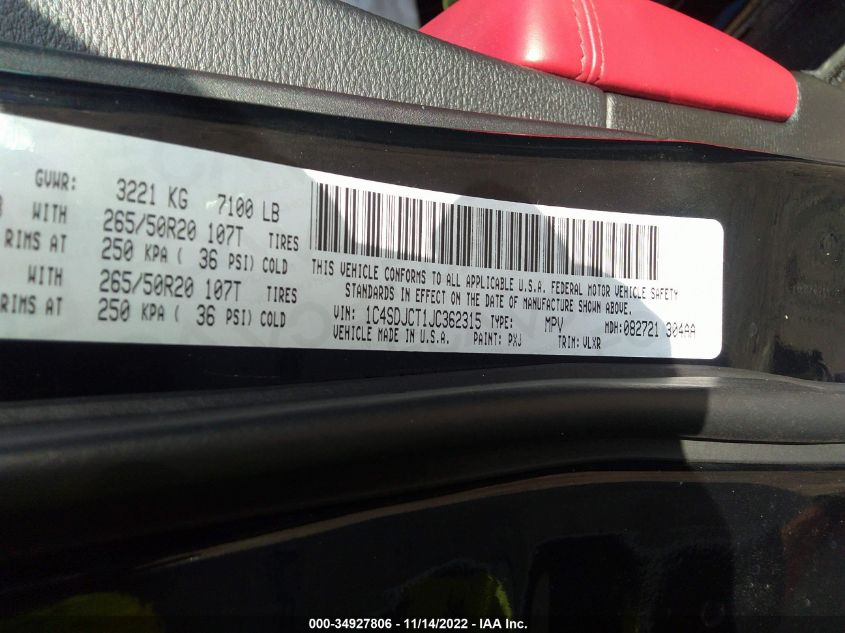 GVWR: 3221 KG 7100 LB
WITH 265/50R20 107T TIRES
RIMS AT 250 KPA ( 36 PSI) COLD
WITH 265/50R20 107T TIRES
RIMS AT 250 KPA ( 36 PSI) COLD
THIS VEHICLE CONFORMS TO ALL APPLICABLE U.S.A. FEDERAL MOTOR VEHICLE SAFETY
STANDARDS IN EFFECT ON THE DATE OF MANUFACTURE SHOWN ABOVE.
VIN: 1C4SDJCT1JC362315 TYPE: MPV MDH:082721 304AA
VEHICLE MADE IN U.S.A. PAINT: PXJ TRIM: VLXR
000-34927806 - 11/14/2022 - IAA Inc.